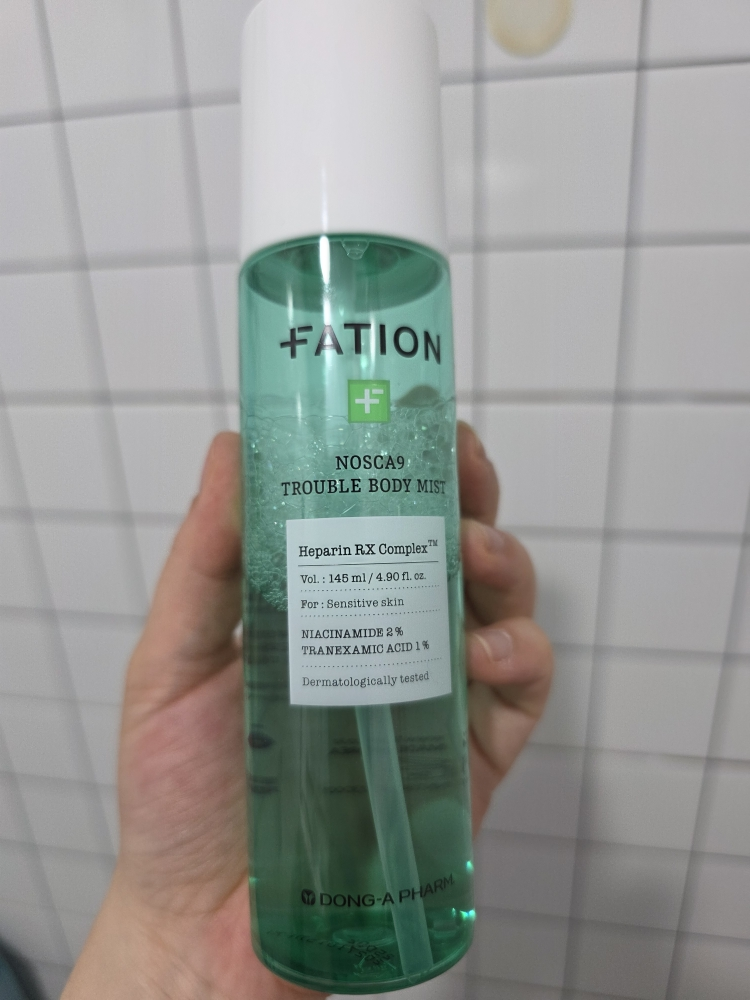 FATION
NOSCA9
TROUBLE BODY MIST
Heparin RX Complex™
Vol. : 145 ml / 4.90 fl. oz.
For : Sensitive skin
NIACINAMIDE 2%
TRANEXAMIC ACID 1%
Dermatologically tested
DONG-A PHARM